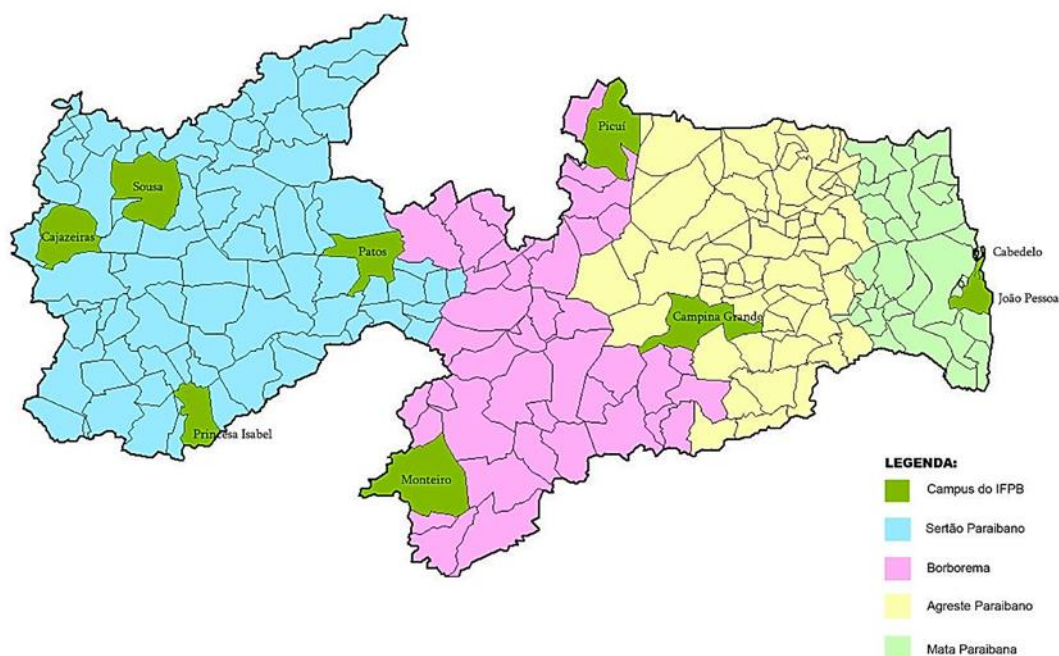 Picuí
Sousa
Cajazeiras
Patos
Cabedelo
João Pessoa
Campina Grande
Princesa Isabel
Monteiro
LEGENDA:
Campus do IFPB
Sertão Paraibano
Borborema
Agreste Paraibano
Mata Paraibana